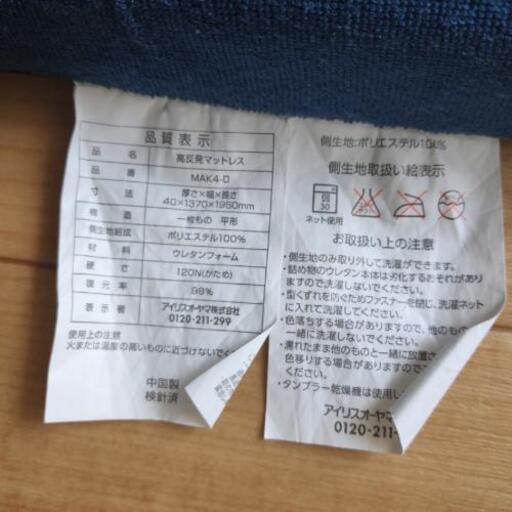 品質表示
品名 高反発マットレス
品番 MAK4-D
寸法 厚さ×幅×長さ
40×1370×1950mm
構造 一枚もの 平形
側生地組成 ポリエステル100%
材料 ウレタンフォーム
硬さ 120N(かため)
復元率 98%
表示者 アイリスオーヤマ株式会社
0120-211-299
使用上の注意
火または温度の高いものに近づけないでく
中国製
検針済
側生地:ポリエステル100%
側生地取扱い絵表示
弱
30
ネット使用
お取扱い上の注意
・側生地のみ取り外して洗濯ができます。
・詰め物のウレタン本体は劣化するおそれがあり
ますので洗濯しないでください。
・型くずれを防ぐためファスナーを閉じ、洗濯ネット
に入れて洗濯してください。
・色落ちする場合がありますので、他のもの
一緒に洗濯しないでください。
・濡れたまま他のものと一緒に放置
色移りする場合がありますので
ください。
・タンブラー乾燥機は使用し
アイリスオーヤマ
0120-211-